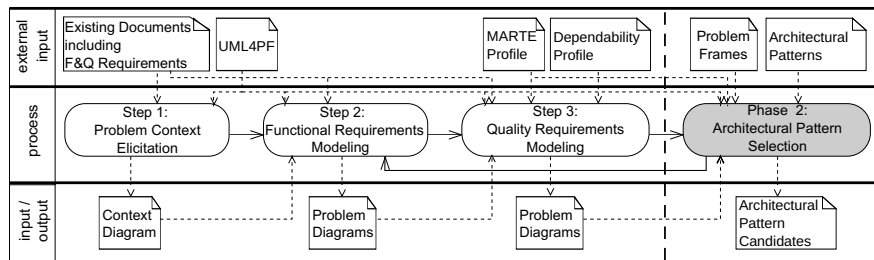 external
input
Existing Documents
including
F&Q Requirements
UML4PF
MARTE
Profile
Dependability
Profile
Problem
Frames
Architectural
Patterns
process
Step 1:
Problem Context
Elicitation
Step 2:
Functional Requirements
Modeling
Step 3:
Quality Requirements
Modeling
Phase 2:
Architectural Pattern
Selection
input /
output
Context
Diagram
Problem
Diagrams
Problem
Diagrams
Architectural
Pattern
Candidates